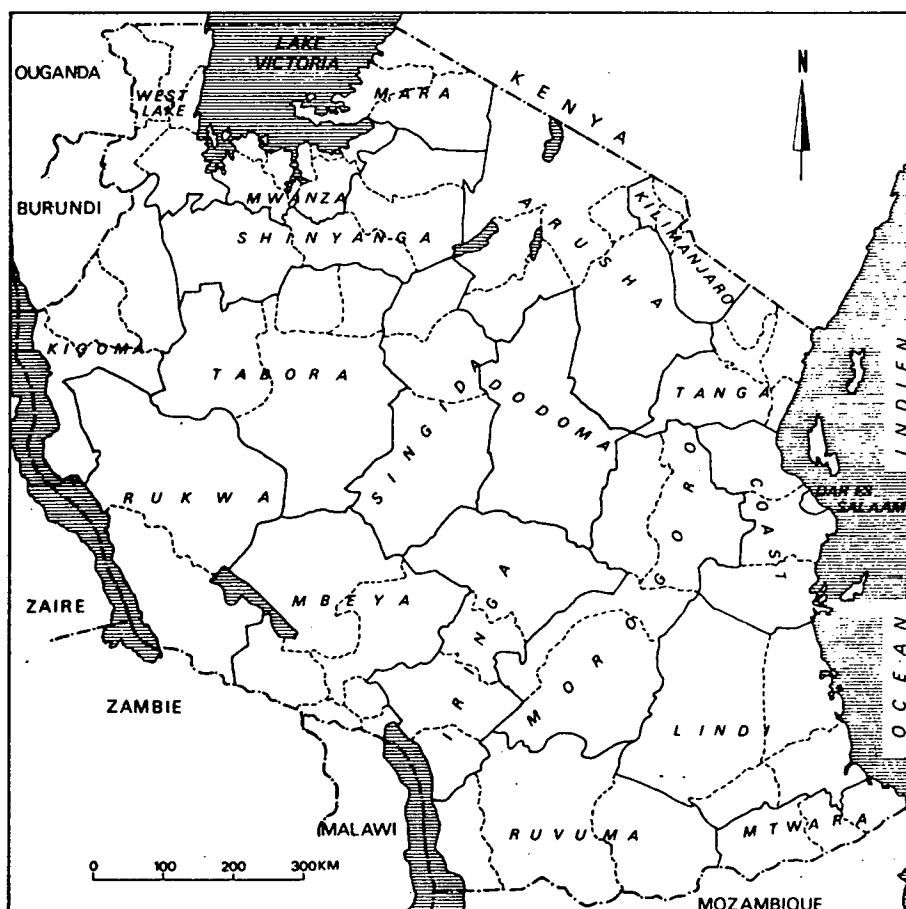 LAKE
VICTORIA
OUGANDA
KENYA
N
WEST
LAKE
MARA
BURUNDI
MWANZA
SHINYANGA
ARUSHA
KILIMANJARO
KIGOMA
TABORA
SINGIDA
DODOMA
TANGA
RUKWA
MOROGORO
COAST
DAR ES
SALAAM
OCEAN INDIEN
ZAIRE
MBEYA
IRINGA
ZAMBIE
LINDI
MALAWI
RUVUMA
MTWARA
0 100 200 300KM
MOZAMBIQUE